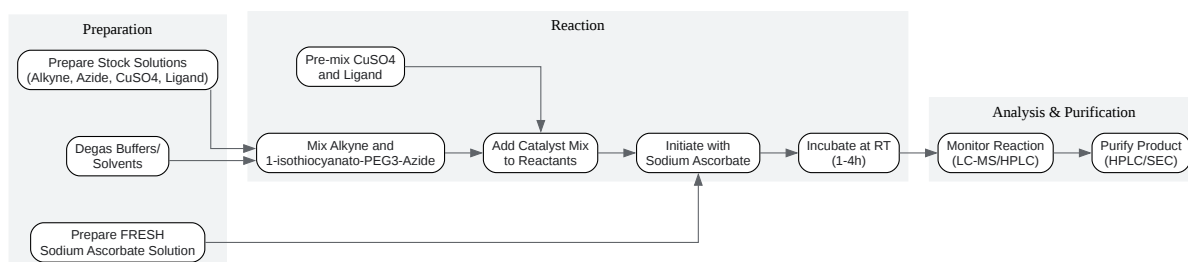 Preparation
Prepare Stock Solutions
(Alkyne, Azide, CuSO4, Ligand)
Degas Buffers/
Solvents
Prepare FRESH
Sodium Ascorbate Solution
Reaction
Pre-mix CuSO4
and Ligand
Mix Alkyne and
1-isothiocyanato-PEG3-Azide
Add Catalyst Mix
to Reactants
Initiate with
Sodium Ascorbate
Incubate at RT
(1-4h)
Analysis & Purification
Monitor Reaction
(LC-MS/HPLC)
Purify Product
(HPLC/SEC)